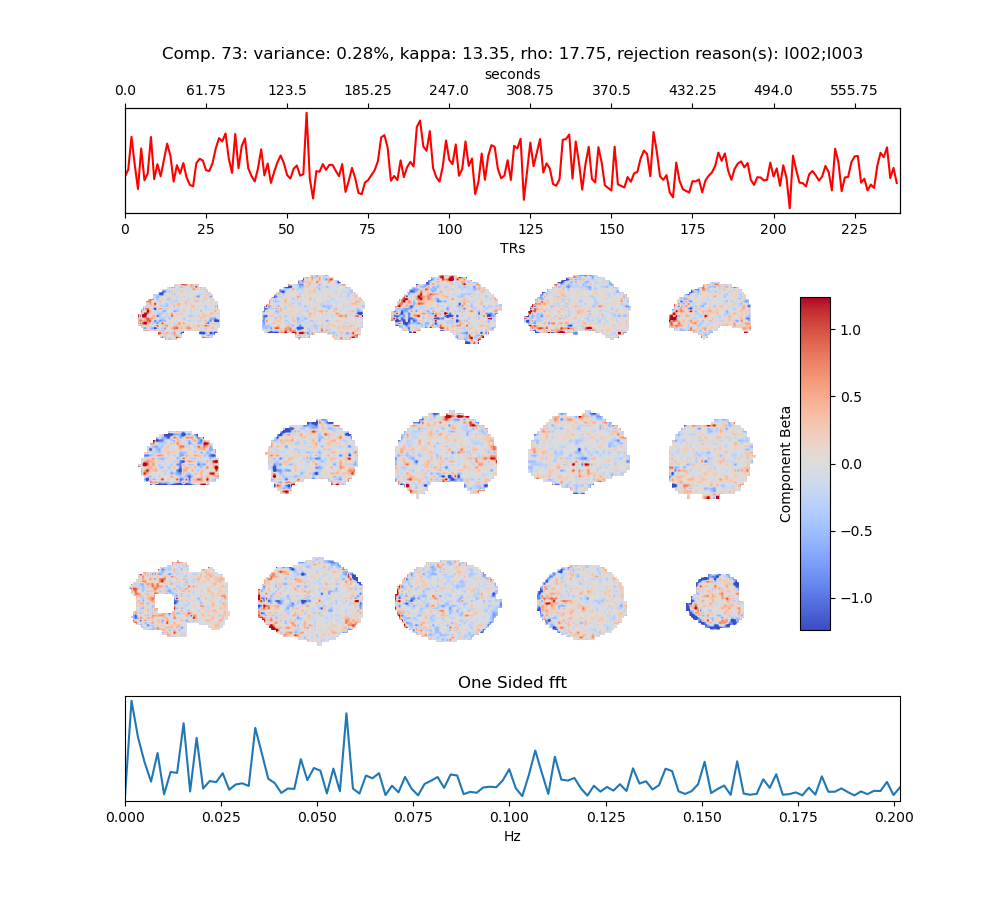 Comp. 73: variance: 0.28%, kappa: 13.35, rho: 17.75, rejection reason(s): I002;I003
seconds
0.0 61.75 123.5 185.25 247.0 308.75 370.5 432.25 494.0 555.75
0 25 50 75 100 125 150 175 200 225
TRs
1.0
0.5
0.0
−0.5
−1.0
Component Beta
One Sided fft
0.000 0.025 0.050 0.075 0.100 0.125 0.150 0.175 0.200
Hz